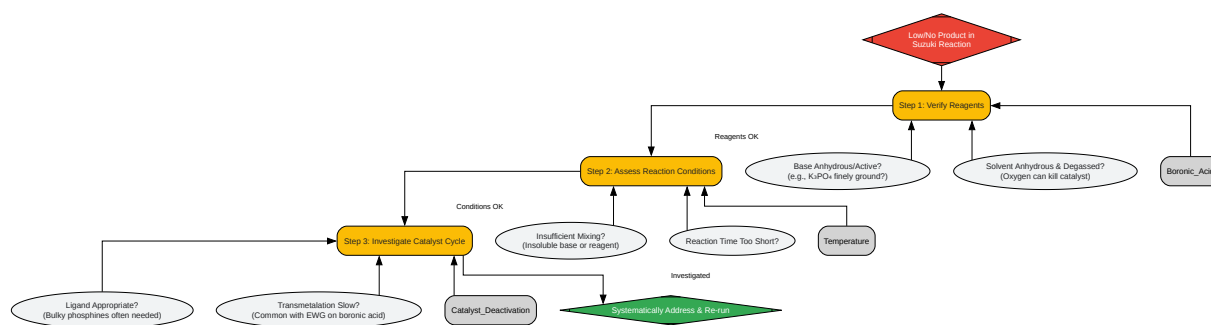 Low/No Product in
Suzuki Reaction
Step 1: Verify Reagents
Reagents OK
Base Anhydrous/Active?
(e.g., K₃PO₄ finely ground?)
Solvent Anhydrous & Degassed?
(Oxygen can kill catalyst)
Boronic_Acid
Step 2: Assess Reaction Conditions
Conditions OK
Insufficient Mixing?
(Insoluble base or reagent)
Reaction Time Too Short?
Temperature
Step 3: Investigate Catalyst Cycle
Investigated
Ligand Appropriate?
(Bulky phosphines often needed)
Transmetalation Slow?
(Common with EWG on boronic acid)
Catalyst_Deactivation
Systematically Address & Re-run